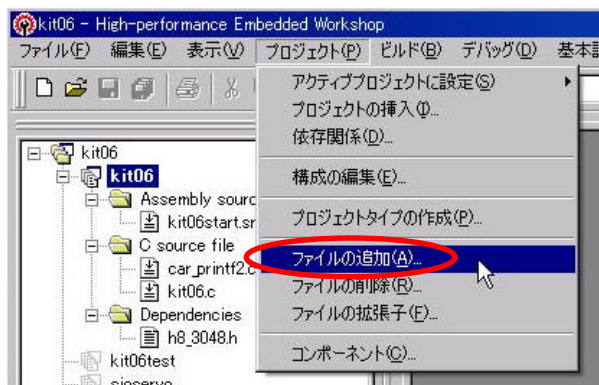 kit06 - High-performance Embedded Workshop
ファイル(F) 編集(E) 表示(V) プロジェクト(P) ビルド(B) デバッグ(D)
アクティブプロジェクトに設定(S)
プロジェクトの挿入(I)...
依存関係(D)...
構成の編集(E)...
プロジェクトタイプの作成(P)...
ファイルの追加(A)...
ファイルの削除(R)...
ファイルの拡張子(F)...
コンポーネント(C)...
kit06
kit06
Assembly sourc
kit06start.sr
C source file
car_printf2.c
kit06.c
Dependencies
h8_3048.h
kit06test
sioservo